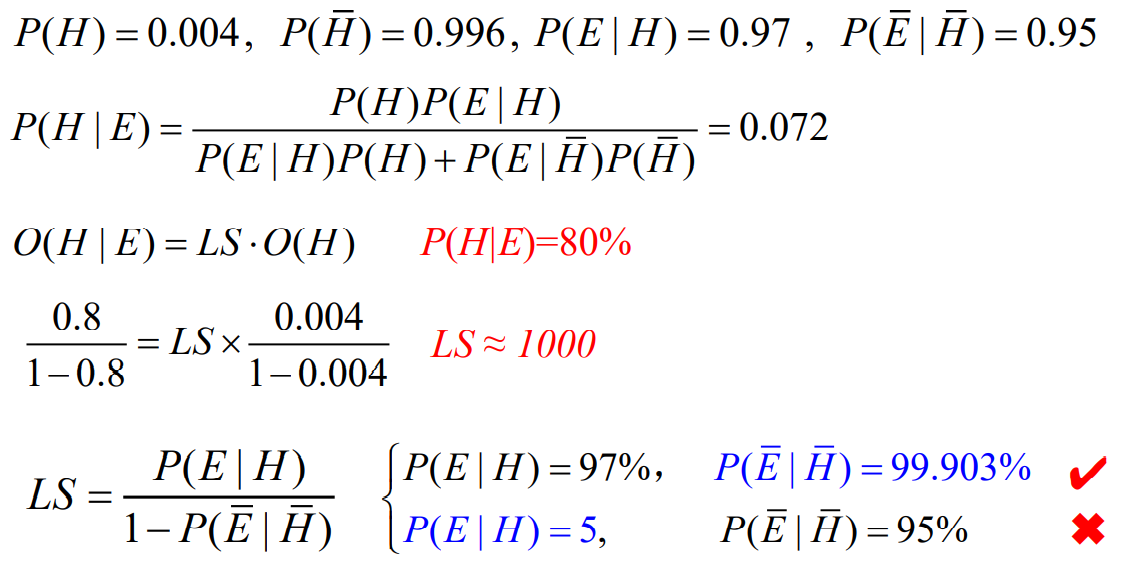 P(H) = 0.004, P(H̅) = 0.996, P(E | H) = 0.97 , P(E̅ | H̅) = 0.95
P(H | E) = P(H)P(E | H) / P(E | H)P(H) + P(E | H̅)P(H̅) = 0.072
O(H | E) = LS · O(H) P(H|E)=80%
0.8 / 1 − 0.8 = LS × 0.004 / 1 − 0.004 LS ≈ 1000
LS = P(E | H) / 1 − P(E̅ | H̅) { P(E | H) = 97%， P(E̅ | H̅) = 99.903% ✔
P(E | H) = 5, P(E̅ | H̅) = 95% ✖